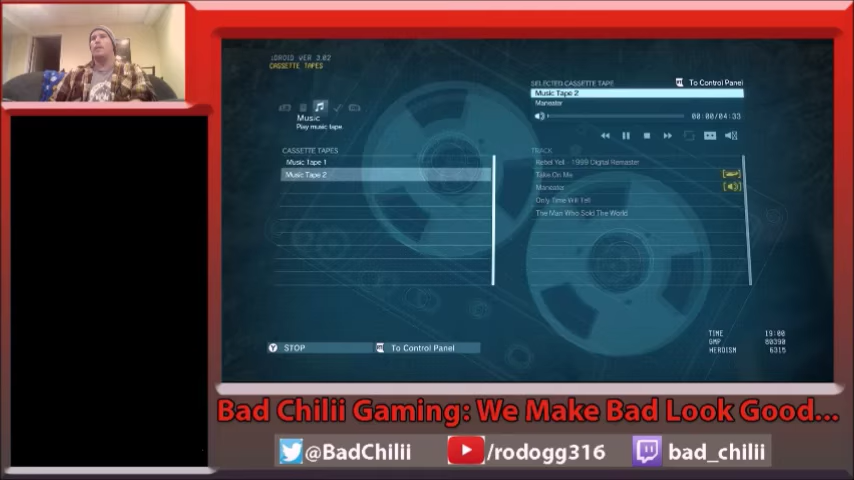 iDROID VER 3.02
CASSETTE TAPES
Music
Play music tape.
CASSETTE TAPES
Music Tape 1
Music Tape 2
STOP
To Control Panel
SELECTED CASSETTE TAPE
To Control Panel
Music Tape 2
Maneater
00:00/04:33
TRACK
Rebel Yell - 1999 Digital Remaster
Take On Me
Maneater
Only Time Will Tell
The Man Who Sold The World
TIME 19:00
GMP 80390
HEROISM 6315
Bad Chilii Gaming: We Make Bad Look Good...
@BadChilii
/rodogg316
bad_chilii